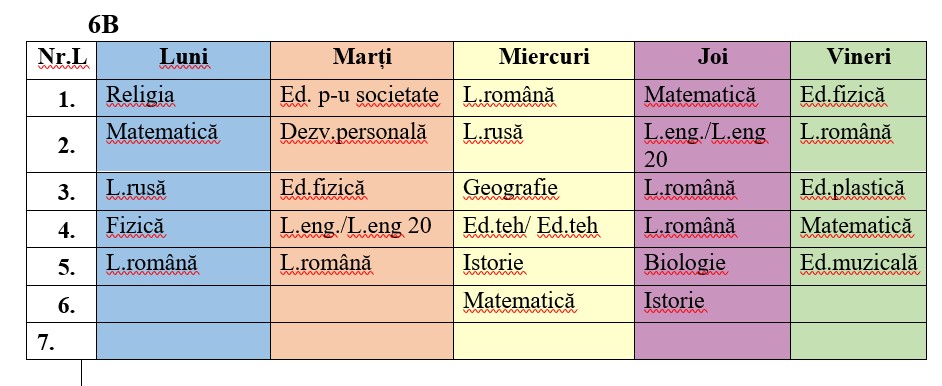 6B
Nr.L Luni Marți Miercuri Joi Vineri
1. Religia Ed. p-u societate L.română Matematică Ed.fizică
2. Matematică Dezv.personală L.rusă L.eng./L.eng 20 L.română
3. L.rusă Ed.fizică Geografie L.română Ed.plastică
4. Fizică L.eng./L.eng 20 Ed.teh/ Ed.teh L.română Matematică
5. L.română L.română Istorie Biologie Ed.muzicală
6. Matematică Istorie
7.